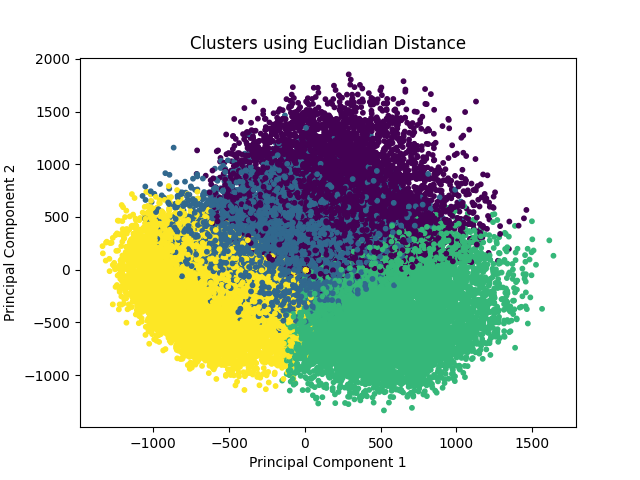 Clusters using Euclidian Distance
2000
1500
1000
500
0
−500
−1000
Principal Component 2
−1000 −500 0 500 1000 1500
Principal Component 1